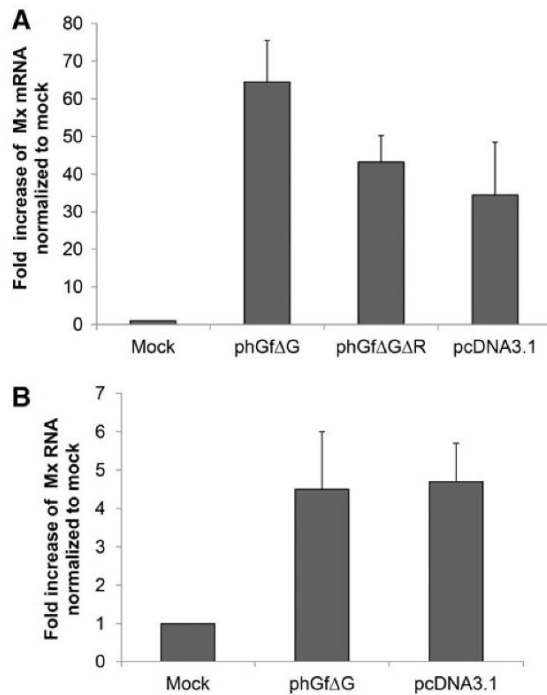 A
Fold increase of Mx mRNA
normalized to mock
80
70
60
50
40
30
20
10
0
Mock phGfΔG phGfΔGΔR pcDNA3.1
B
Fold increase of Mx RNA
normalized to mock
7
6
5
4
3
2
1
0
Mock phGfΔG pcDNA3.1